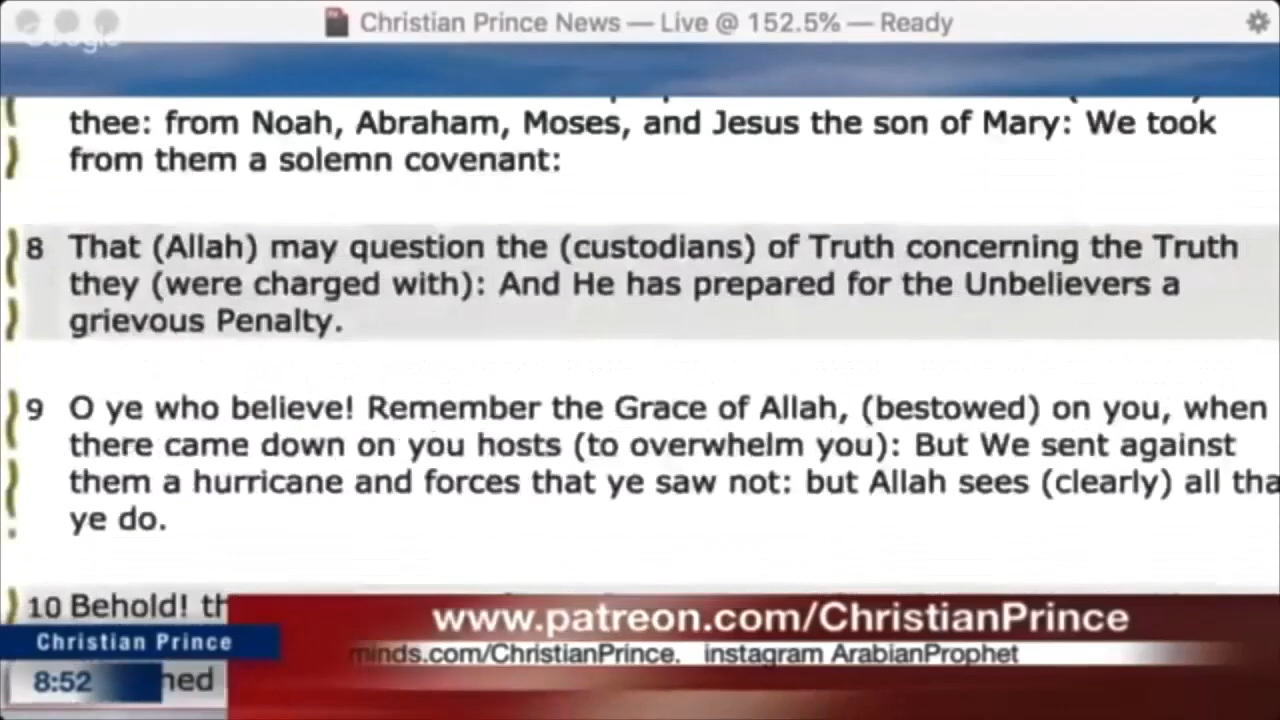 Christian Prince News — Live @ 152.5% — Ready
Google
thee: from Noah, Abraham, Moses, and Jesus the son of Mary: We took
from them a solemn covenant:
8 That (Allah) may question the (custodians) of Truth concerning the Truth
they (were charged with): And He has prepared for the Unbelievers a
grievous Penalty.
9 O ye who believe! Remember the Grace of Allah, (bestowed) on you, when
there came down on you hosts (to overwhelm you): But We sent against
them a hurricane and forces that ye saw not: but Allah sees (clearly) all tha
ye do.
10 Behold! th
www.patreon.com/ChristianPrince
Christian Prince
minds.com/ChristianPrince. instagram ArabianProphet
8:52
ned